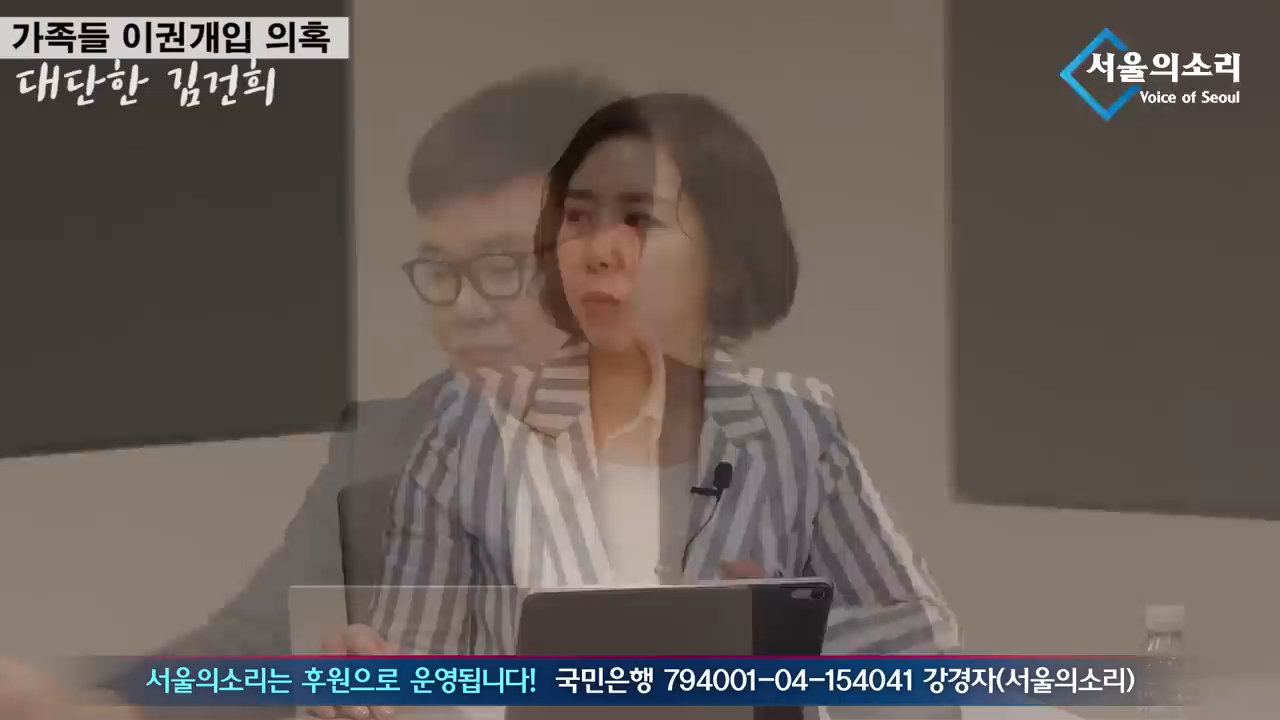 가족들 이권개입 의혹
대단한 김건희
서울의소리
Voice of Seoul
서울의소리는 후원으로 운영됩니다! 국민은행 794001-04-154041 강경자(서울의소리)